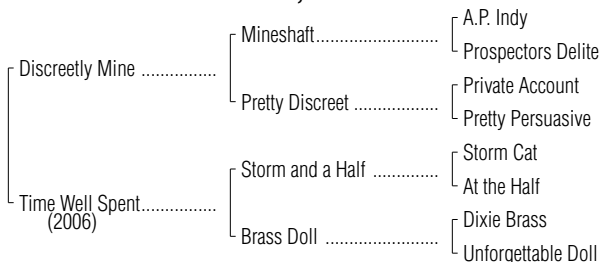 A.P. Indy
Mineshaft
Prospectors Delite
Discreetly Mine
Private Account
Pretty Discreet
Pretty Persuasive
Storm Cat
Storm and a Half
At the Half
Time Well Spent
(2006)
Dixie Brass
Brass Doll
Unforgettable Doll